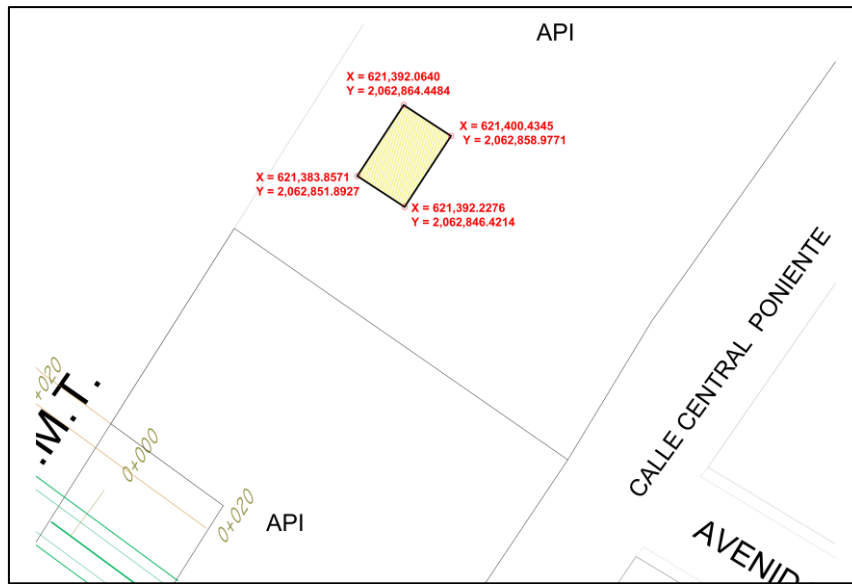 API
X = 621,392.0640
Y = 2,062,864.4484
X = 621,400.4345
Y = 2,062,858.9771
X = 621,383.8571
Y = 2,062,851.8927
X = 621,392.2276
Y = 2,062,846.4214
CALLE CENTRAL PONIENTE
+020
.M.T.
0+000
0+020
API
AVENID